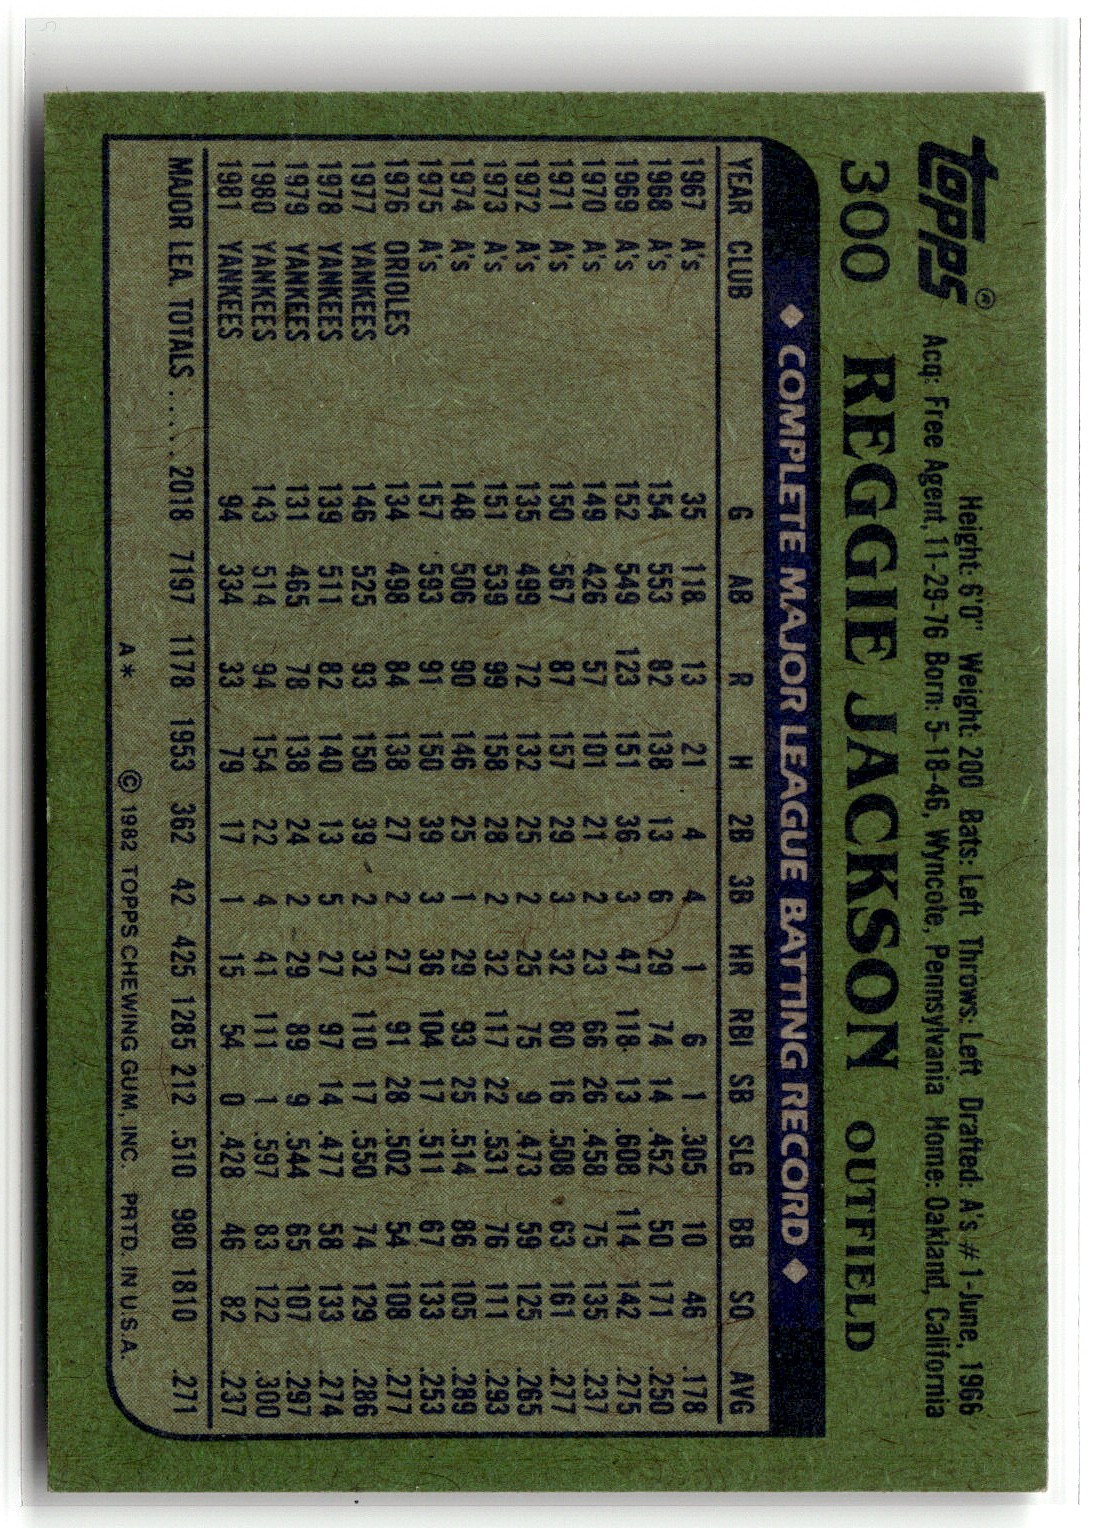 topps®
Height: 6'0" Weight: 200 Bats: Left Throws: Left Drafted: A's #1-June, 1966
Acq: Free Agent, 11-29-76 Born: 5-18-46, Wyncote, Pennsylvania Home: Oakland, California
300 REGGIE JACKSON OUTFIELD
♦ COMPLETE MAJOR LEAGUE BATTING RECORD ♦
YEAR CLUB G AB R H 2B 3B HR RBI SB SLG BB SO AVG
1967 A's 35 118 13 21 4 4 1 6 1 .305 10 46 .178
1968 A's 154 553 82 138 13 6 29 74 14 .452 50 171 .250
1969 A's 152 549 123 151 36 3 47 118 13 .608 114 142 .275
1970 A's 149 426 57 101 21 2 23 66 26 .458 75 135 .237
1971 A's 150 567 87 157 29 3 32 80 16 .508 63 161 .277
1972 A's 135 499 72 132 25 2 25 75 9 .473 59 125 .265
1973 A's 151 539 99 158 28 2 32 117 22 .531 76 111 .293
1974 A's 148 506 90 146 25 1 29 93 25 .514 86 105 .289
1975 A's 157 593 91 150 39 3 36 104 17 .511 67 133 .253
1976 ORIOLES 134 498 84 138 27 2 27 91 28 .502 54 108 .277
1977 YANKEES 146 525 93 150 39 2 32 110 17 .550 74 129 .286
1978 YANKEES 139 511 82 140 13 5 27 97 14 .477 58 133 .274
1979 YANKEES 131 465 78 138 24 2 29 89 9 .544 65 107 .297
1980 YANKEES 143 514 94 154 22 4 41 111 1 .597 83 122 .300
1981 YANKEES 94 334 33 79 17 1 15 54 0 .428 46 82 .237
MAJOR LEA. TOTALS ..... 2018 7197 1178 1953 362 42 425 1285 212 .510 980 1810 .271
A* © 1982 TOPPS CHEWING GUM, INC. PRTD. IN U.S.A.